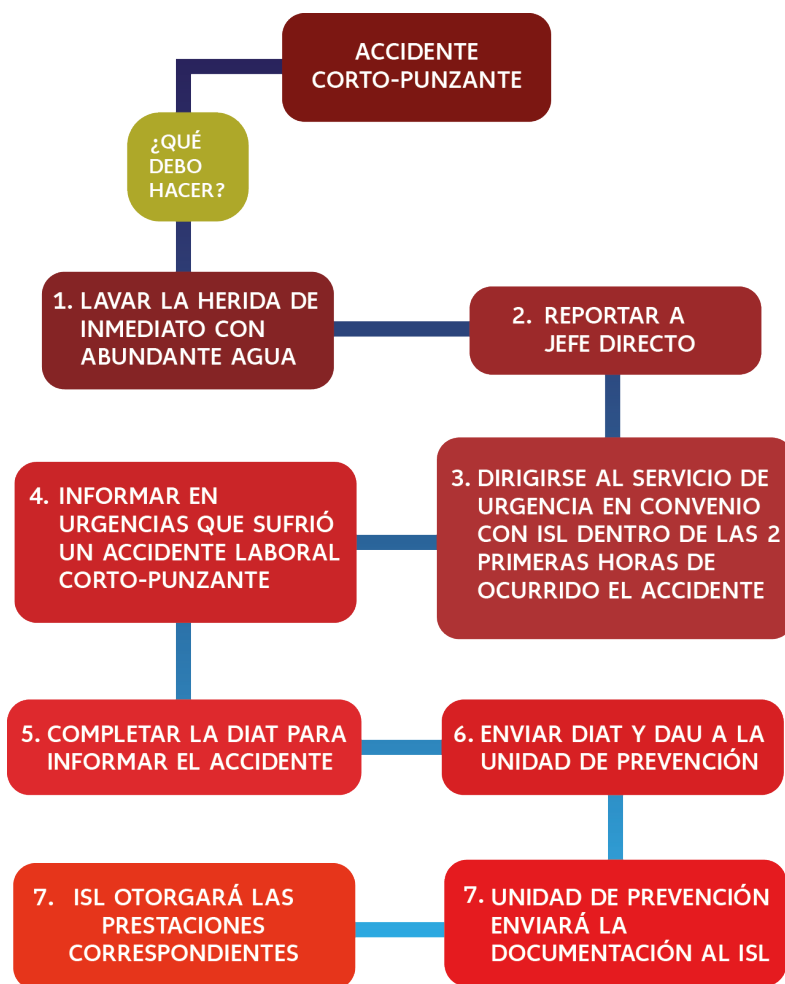 ACCIDENTE
CORTO-PUNZANTE
¿QUÉ
DEBO
HACER?
1. LAVAR LA HERIDA DE
INMEDIATO CON
ABUNDANTE AGUA
2. REPORTAR A
JEFE DIRECTO
3. DIRIGIRSE AL SERVICIO DE
URGENCIA EN CONVENIO
CON ISL DENTRO DE LAS 2
PRIMERAS HORAS DE
OCURRIDO EL ACCIDENTE
4. INFORMAR EN
URGENCIAS QUE SUFRIÓ
UN ACCIDENTE LABORAL
CORTO-PUNZANTE
5. COMPLETAR LA DIAT PARA
INFORMAR EL ACCIDENTE
6. ENVIAR DIAT Y DAU A LA
UNIDAD DE PREVENCIÓN
7. UNIDAD DE PREVENCIÓN
ENVIARÁ LA
DOCUMENTACIÓN AL ISL
7. ISL OTORGARÁ LAS
PRESTACIONES
CORRESPONDIENTES